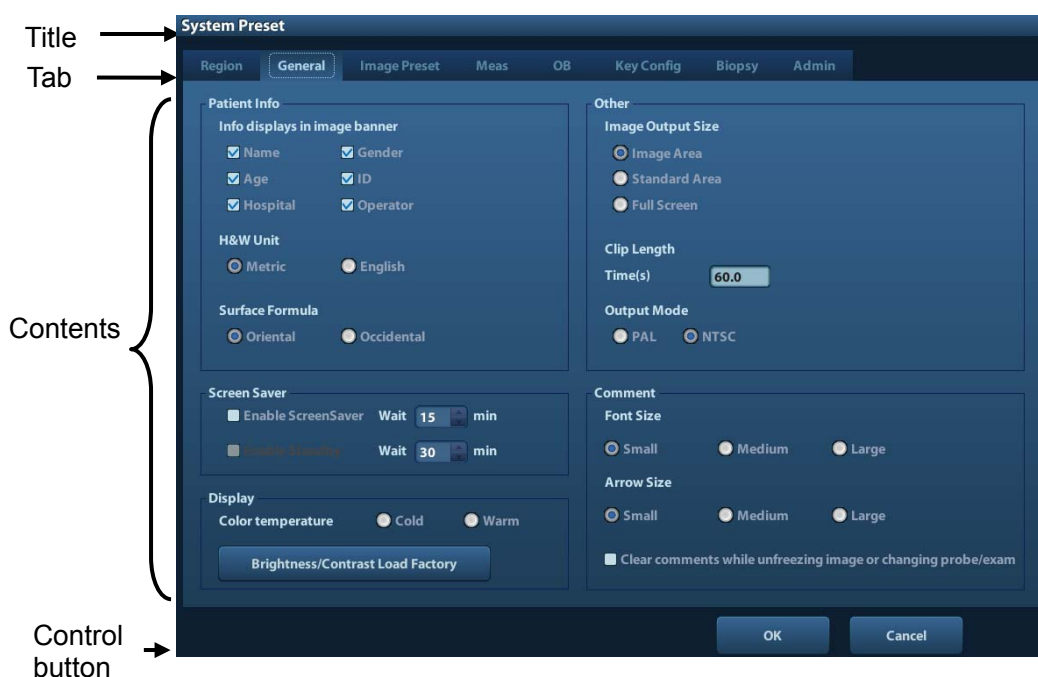 Title
System Preset
Tab
Region General Image Preset Meas OB Key Config Biopsy Admin
Contents
Patient Info
Info displays in image banner
Name Gender
Age ID
Hospital Operator
H&W Unit
Metric English
Surface Formula
Oriental Occidental
Screen Saver
Enable ScreenSaver Wait 15 min
Wait 30 min
Display
Color temperature Cold Warm
Brightness/Contrast Load Factory
Other
Image Output Size
Image Area
Standard Area
Full Screen
Clip Length
Time(s) 60.0
Output Mode
PAL NTSC
Comment
Font Size
Small Medium Large
Arrow Size
Small Medium Large
Clear comments while unfreezing image or changing probe/exam
Control
button
OK Cancel